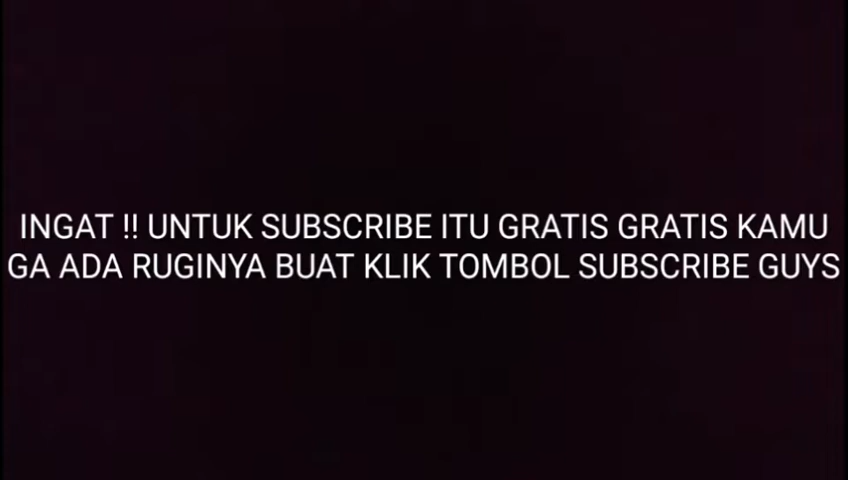 INGAT !! UNTUK SUBSCRIBE ITU GRATIS GRATIS KAMU
GA ADA RUGINYA BUAT KLIK TOMBOL SUBSCRIBE GUYS